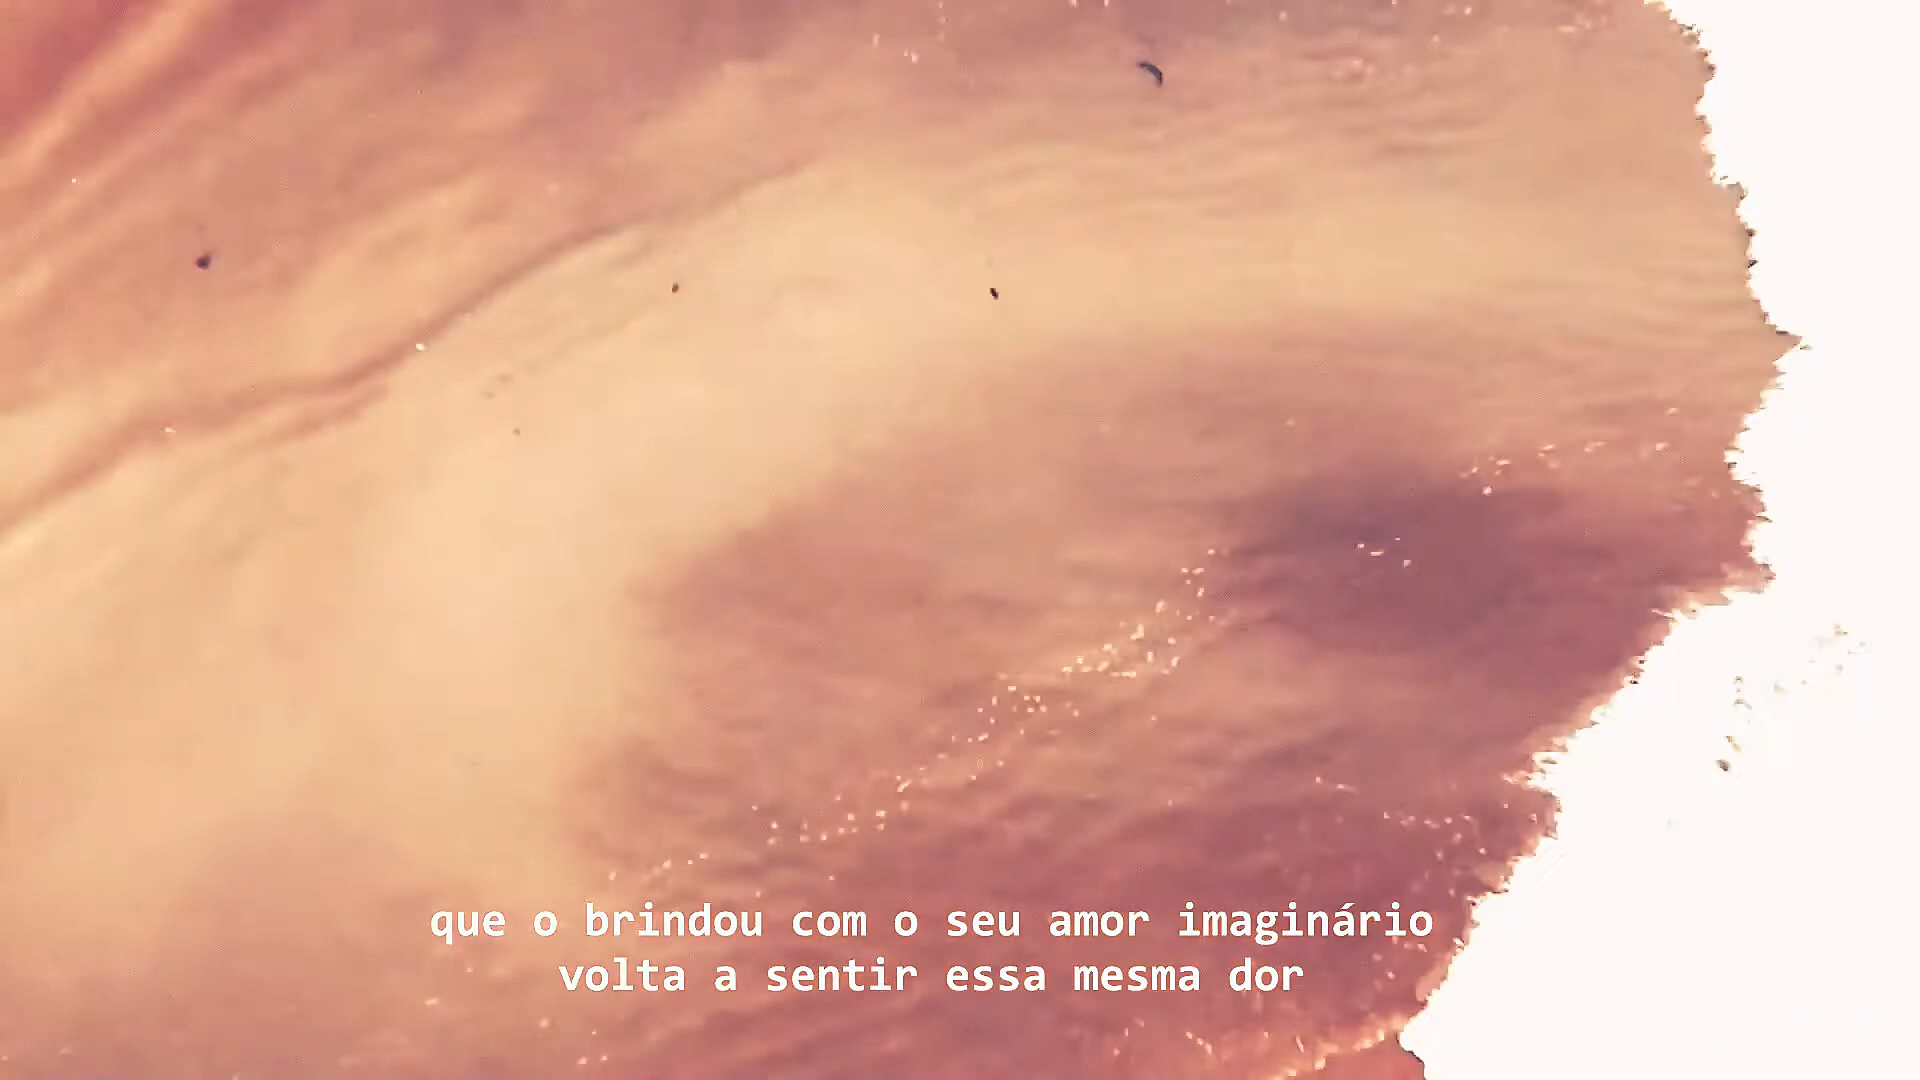 que o brindou com o seu amor imaginário
volta a sentir essa mesma dor